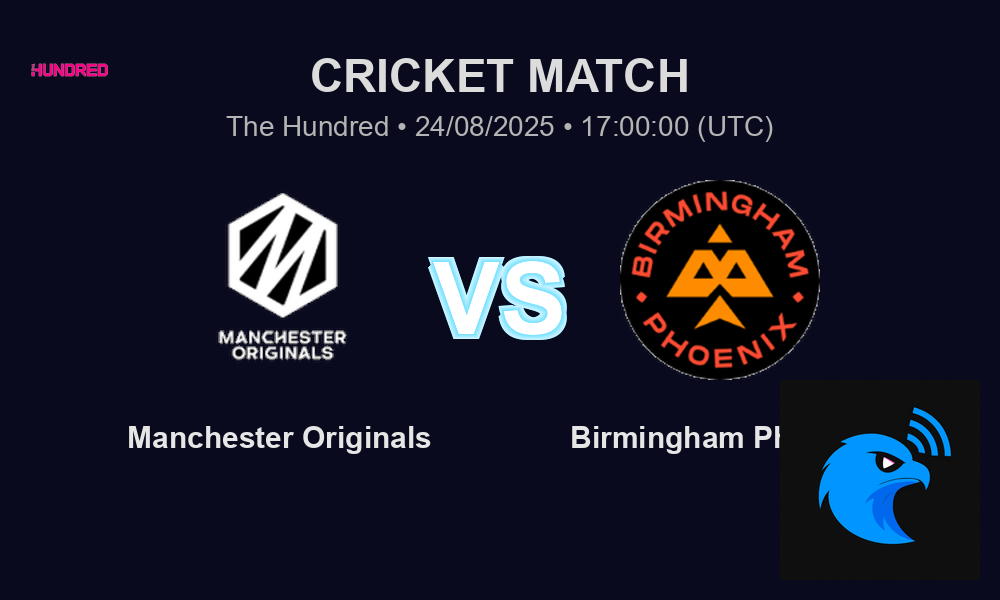 HUNDRED
CRICKET MATCH
The Hundred • 24/08/2025 • 17:00:00 (UTC)
BIRMINGHAM
PHOENIX
VS
MANCHESTER
ORIGINALS
Manchester Originals
Birmingham Ph